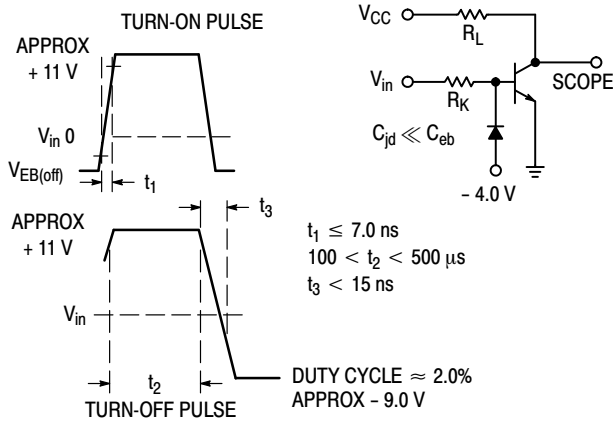 TURN-ON PULSE
APPROX
+ 11 V
V_in 0
V_EB(off)
t_1
t_3
APPROX
+ 11 V
V_in
t_2
TURN-OFF PULSE
t_1 ≤ 7.0 ns
100 < t_2 < 500 μs
t_3 < 15 ns
DUTY CYCLE ≈ 2.0%
APPROX – 9.0 V
V_CC
R_L
SCOPE
V_in
R_K
C_jd ≪ C_eb
– 4.0 V